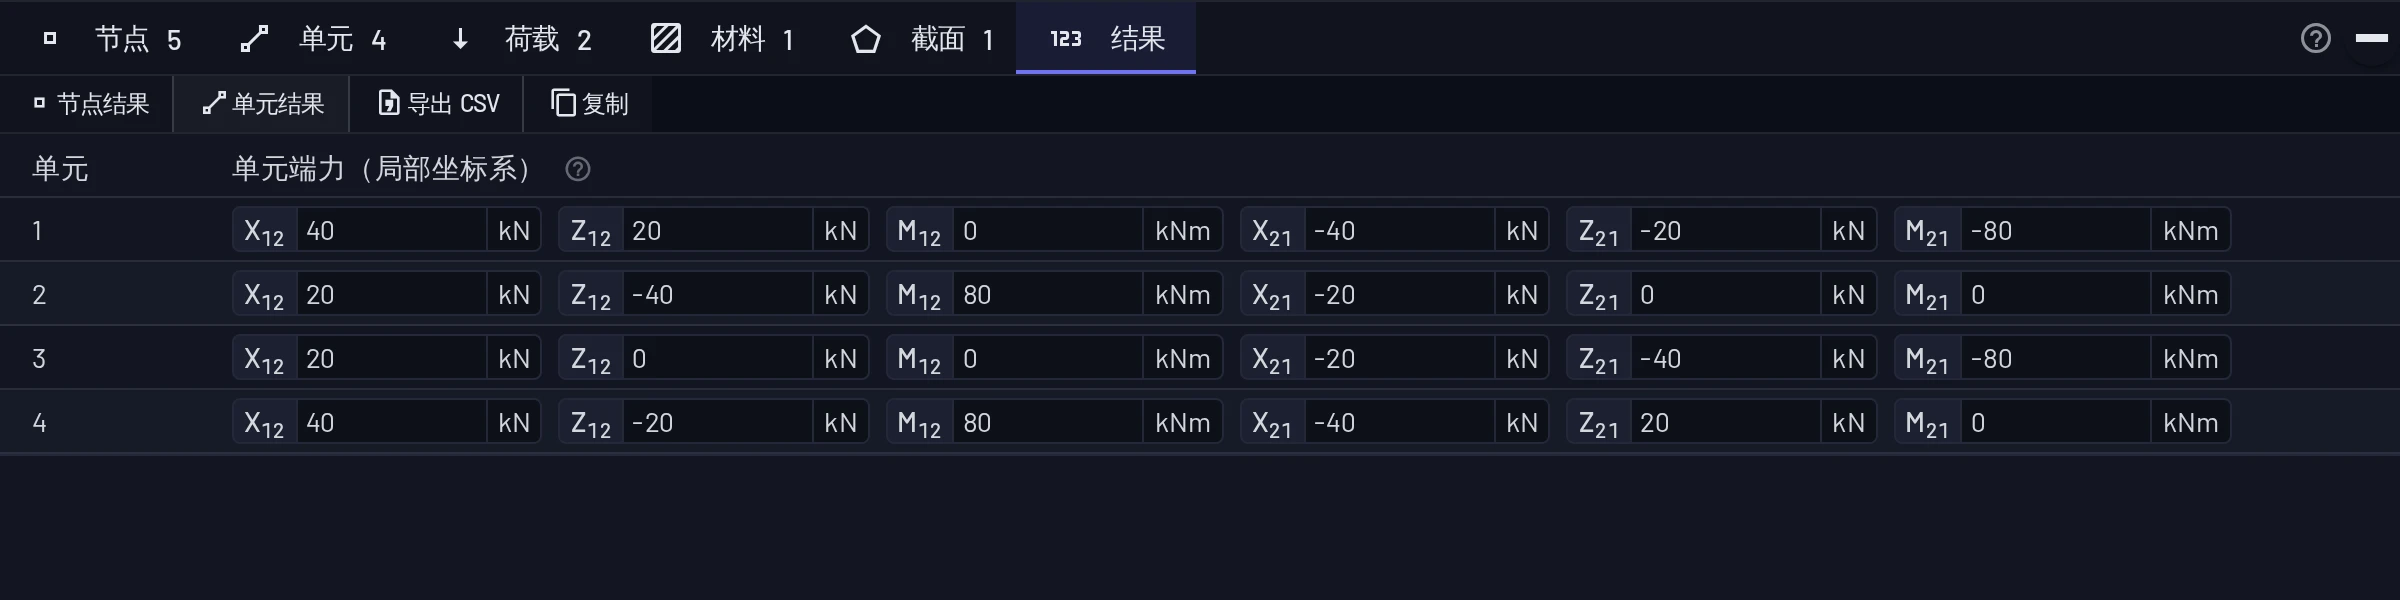 节点 5 单元 4 荷载 2 材料 1 截面 1 123 结果
节点结果 单元结果 导出 CSV 复制
单元 单元端力（局部坐标系）
1 X12 40 kN Z12 20 kN M12 0 kNm X21 -40 kN Z21 -20 kN M21 -80 kNm
2 X12 20 kN Z12 -40 kN M12 80 kNm X21 -20 kN Z21 0 kN M21 0 kNm
3 X12 20 kN Z12 0 kN M12 0 kNm X21 -20 kN Z21 -40 kN M21 -80 kNm
4 X12 40 kN Z12 -20 kN M12 80 kNm X21 -40 kN Z21 20 kN M21 0 kNm